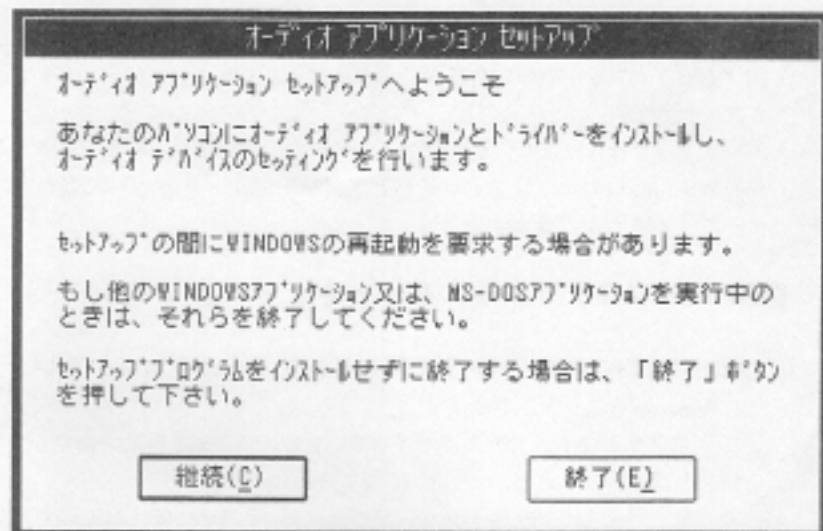 オーディオ アプリケーション セットアップ
オーディオ アプリケーション セットアップへようこそ
あなたのパソコンにオーディオ アプリケーションとドライバーをインストールし、
オーディオ デバイスのセッティングを行います。
セットアップの間にWINDOWSの再起動を要求する場合があります。
もし他のWINDOWSアプリケーション又は、MS-DOSアプリケーションを実行中の
ときは、それらを終了してください。
セットアッププログラムをインストールせずに終了する場合は、「終了」ボタン
を押して下さい。
継続(C)
終了(E)